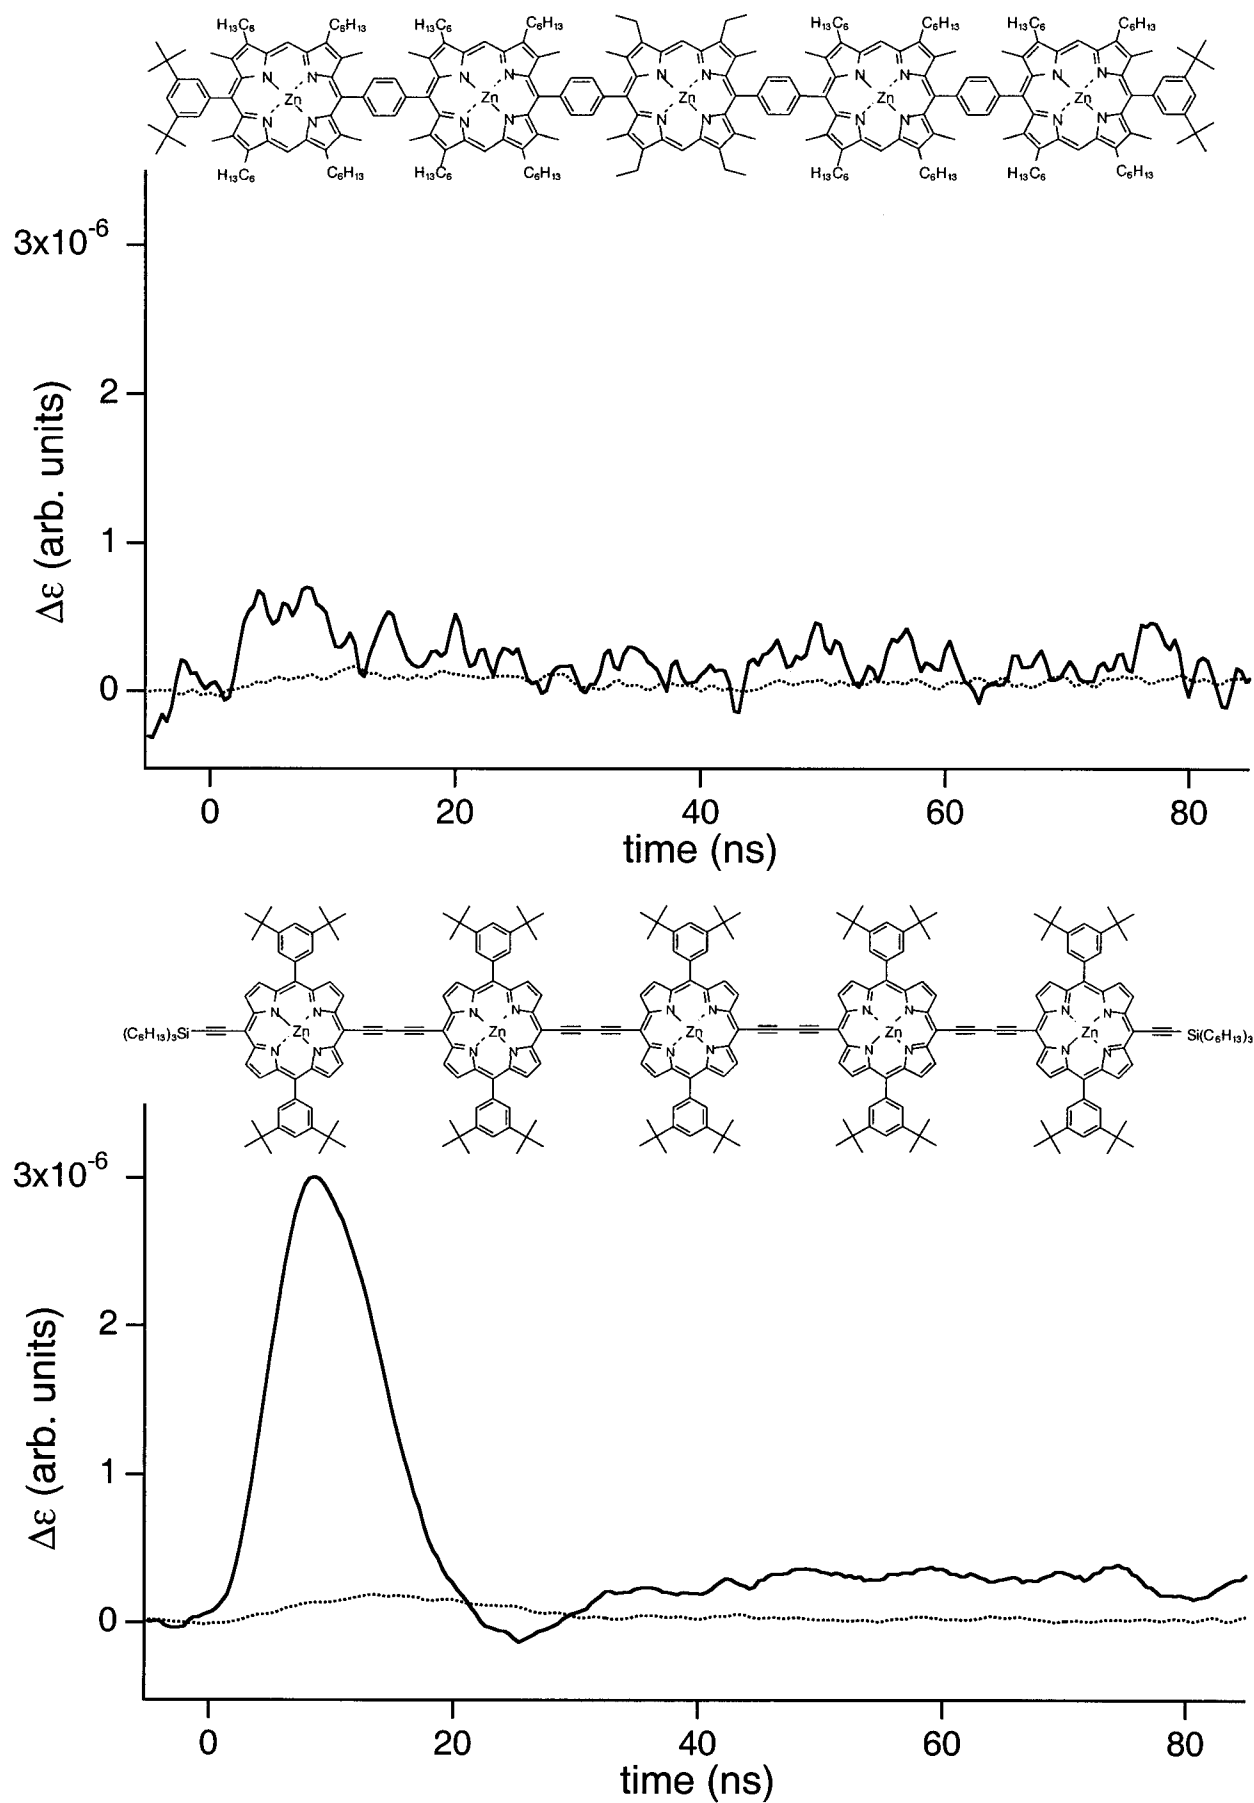 H₁₃C₆ C₆H₁₃ H₁₃C₆ C₆H₁₃ H₁₃C₆ C₆H₁₃ H₁₃C₆ C₆H₁₃
N N N N N N N N N N
Zn Zn Zn Zn Zn
N N N N N N N N N N
H₁₃C₆ C₆H₁₃ H₁₃C₆ C₆H₁₃ H₁₃C₆ C₆H₁₃ H₁₃C₆ C₆H₁₃
3x10⁻⁶
2
1
0
Δε (arb. units)
0 20 40 60 80
time (ns)
N N N N N N N N N N
(C₆H₁₃)₃Si Zn Zn Zn Zn Zn Si(C₆H₁₃)₃
N N N N N N N N N N
3x10⁻⁶
2
1
0
Δε (arb. units)
0 20 40 60 80
time (ns)